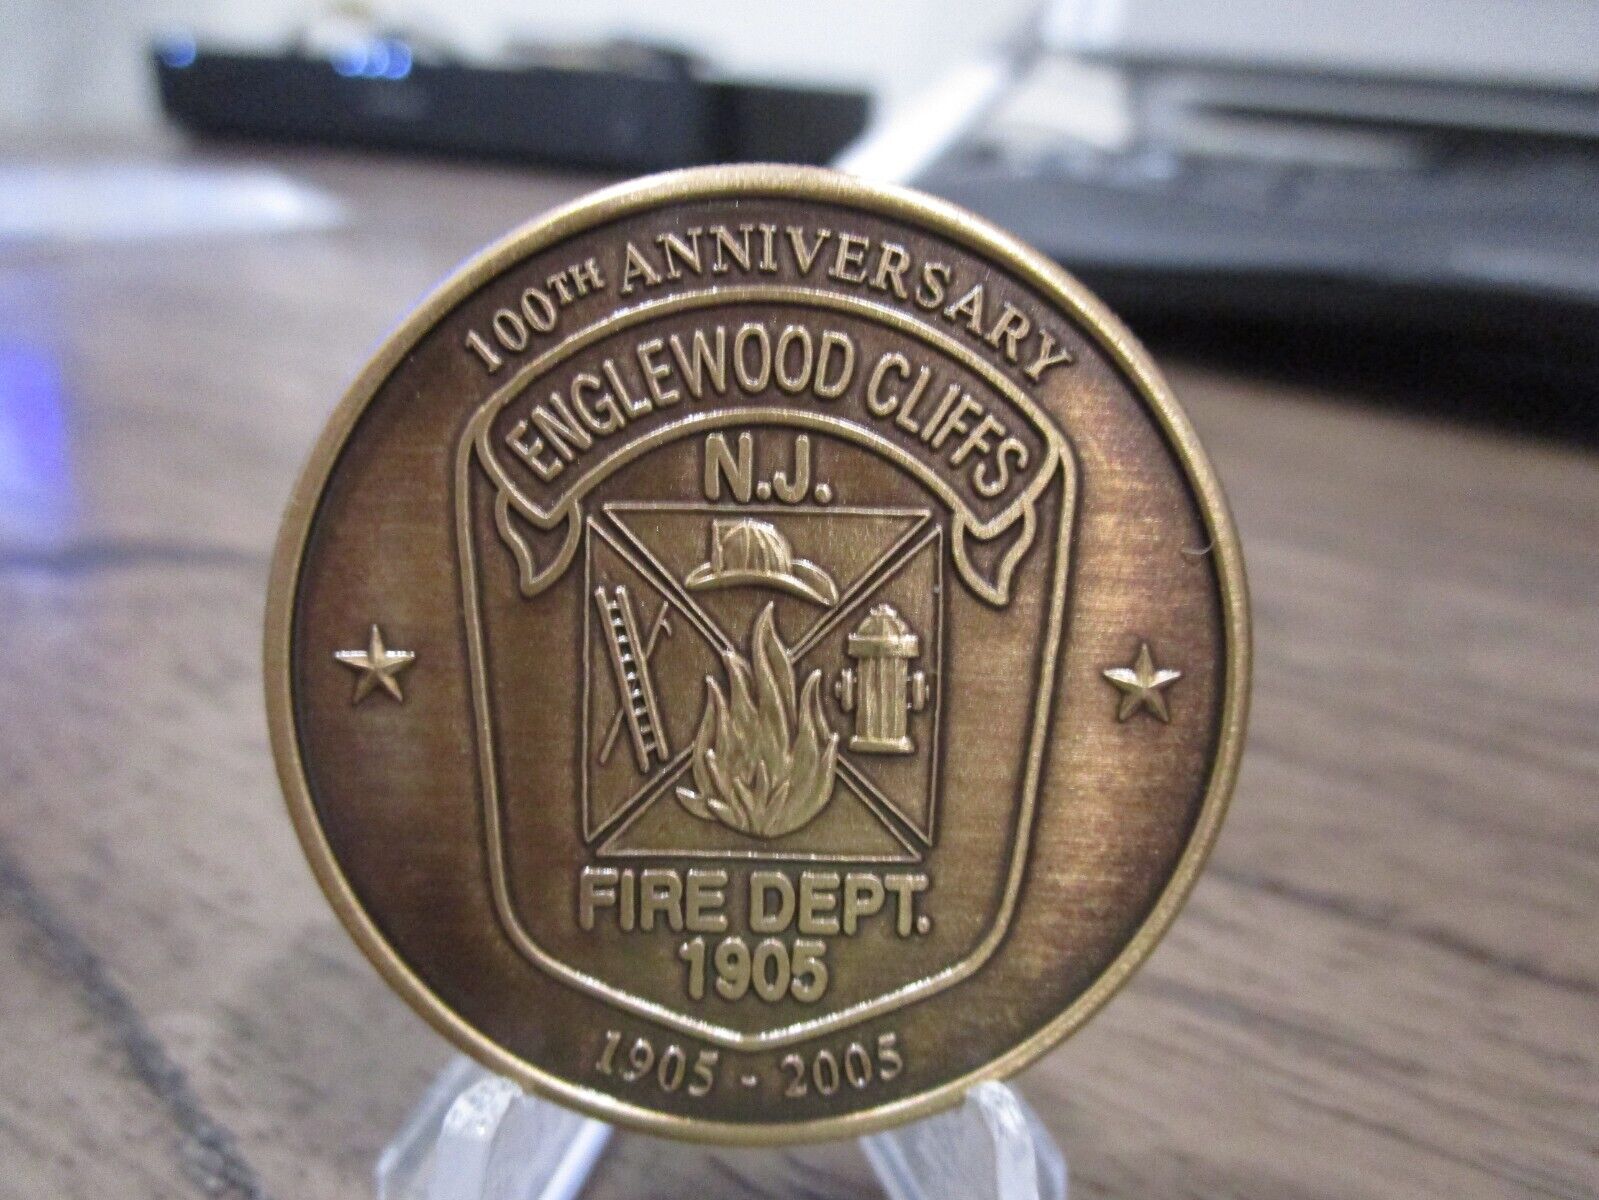 100TH ANNIVERSARY
ENGLEWOOD CLIFFS
N.J.
FIRE DEPT.
1905
1905 - 2005